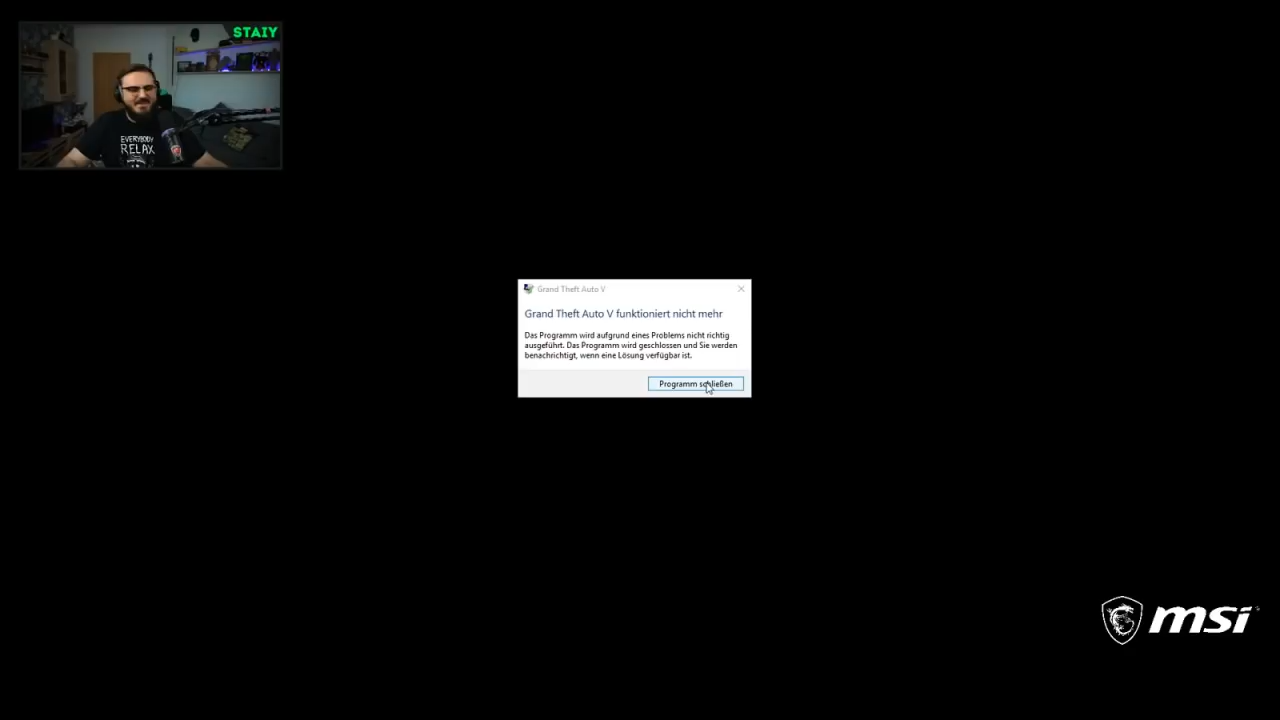 STAIY
EVERYBODY
RELAX
Grand Theft Auto V
Grand Theft Auto V funktioniert nicht mehr
Das Programm wird aufgrund eines Problems nicht richtig
ausgeführt. Das Programm wird geschlossen und Sie werden
benachrichtigt, wenn eine Lösung verfügbar ist.
Programm schließen
msi